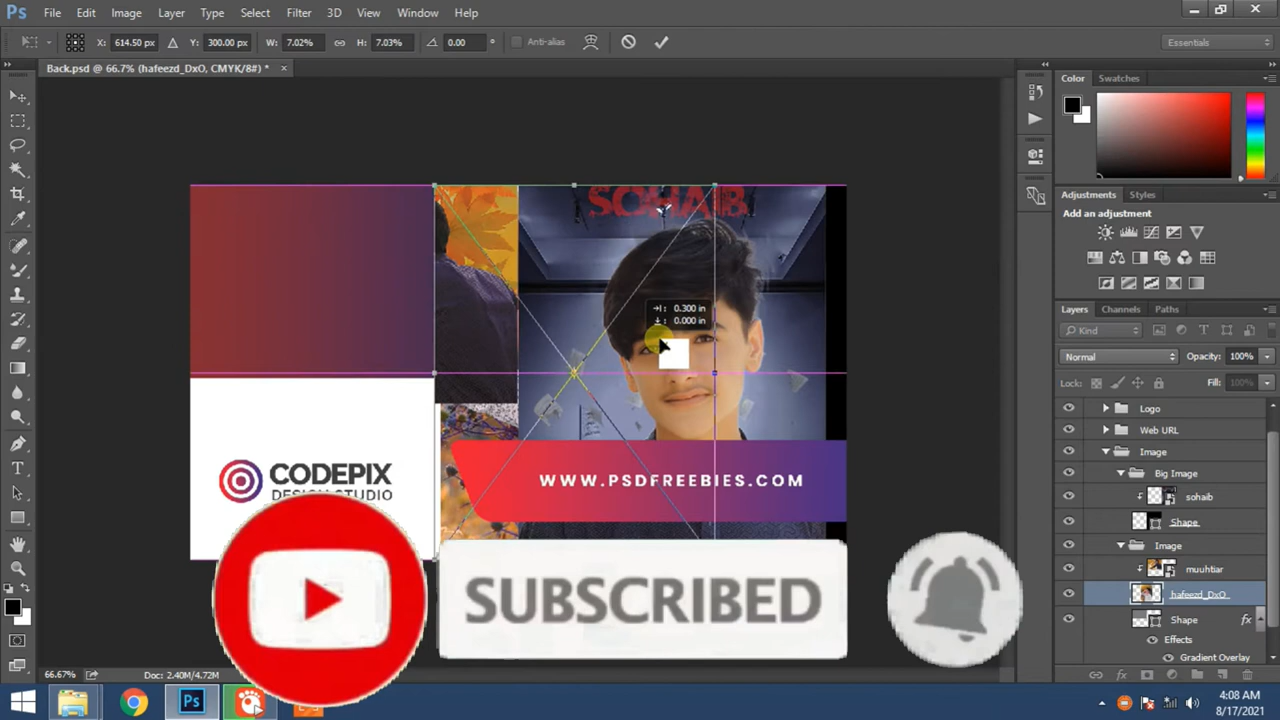 Ps File Edit Image Layer Type Select Filter 3D View Window Help
X: 614.50 px Y: 300.00 px W: 7.02% H: 7.03% 0.00 ° Anti-alias Essentials
Back.psd @ 66.7% (hafeezd_DxO, CMYK/8#) * ×
Color Swatches
SOHAIB
Adjustments Styles
Add an adjustment
0.300 in
0.000 in
Layers Channels Paths
Kind
Normal Opacity: 100%
Lock: Fill: 100%
Logo
Web URL
Image
Big Image
sohaib
Shape
Image
muuhtiar
hafeezd_DxO
Shape fx
Effects
Gradient Overlay
CODEPIX
DESIGN STUDIO
WWW.PSDFREEBIES.COM
SUBSCRIBED
66.67% Doc: 2.40M/4.72M
Ps
4:08 AM
8/17/2021